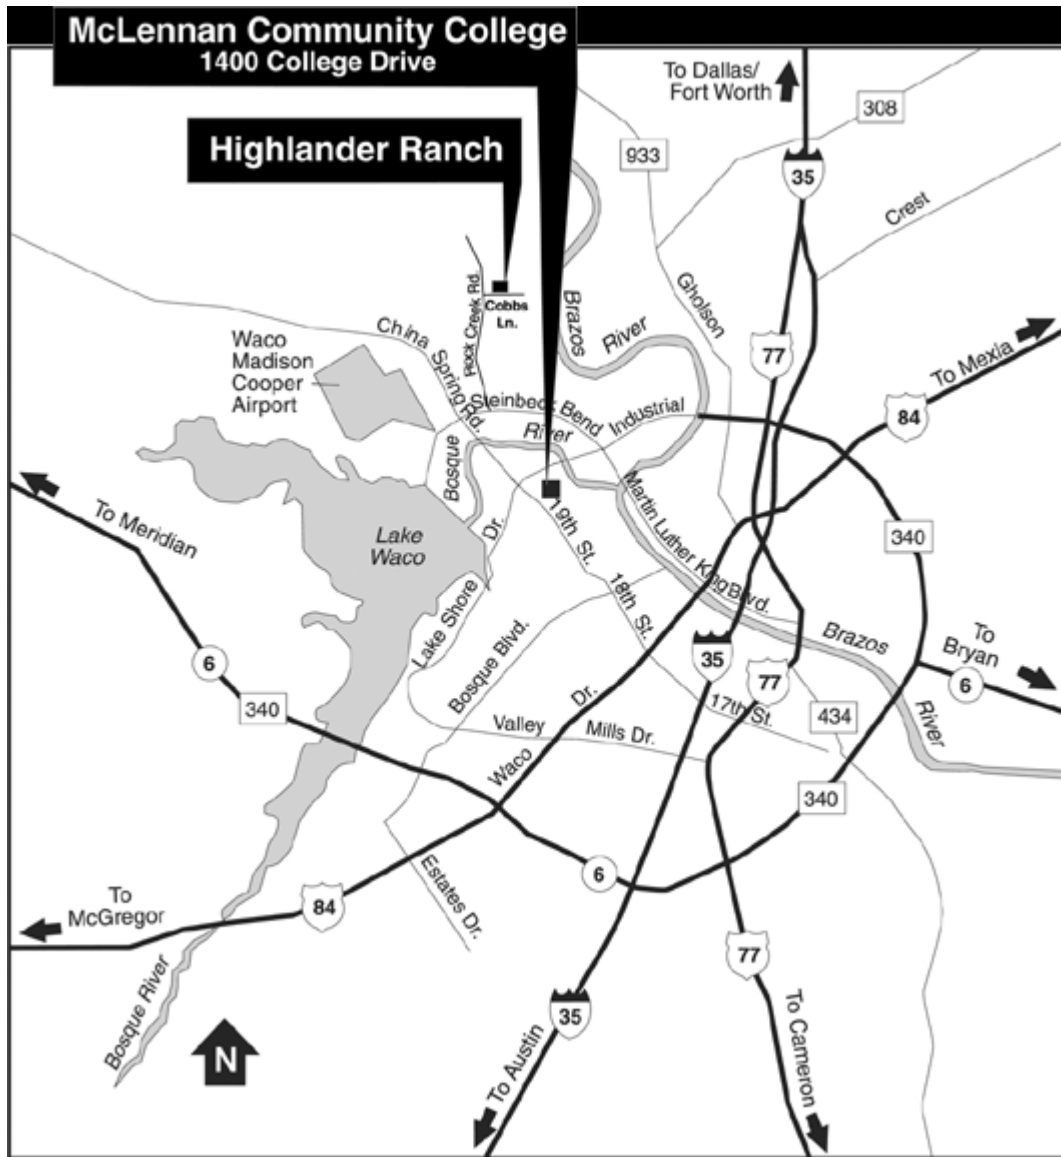 McLennan Community College
1400 College Drive
To Dallas/
Fort Worth
308
Highlander Ranch
933
35
Crest
Rock Creek Rd.
Cobbs
Ln.
Gholson
Brazos
River
China Spring Rd.
Waco
Madison
Cooper
Airport
77
To Mexia
84
Steinbeck Bend
Industrial
River
Bosque
To Meridian
Lake
Waco
Dr.
19th St.
Martin Luther King Blvd.
340
Lake Shore
18th St.
Brazos
To
Bryan
6
6
35
77
340
Bosque Blvd.
Dr.
17th St.
434
River
Valley
Mills Dr.
Waco
340
6
Estates Dr.
To
McGregor
84
77
Bosque River
35
N
To Austin
To Cameron